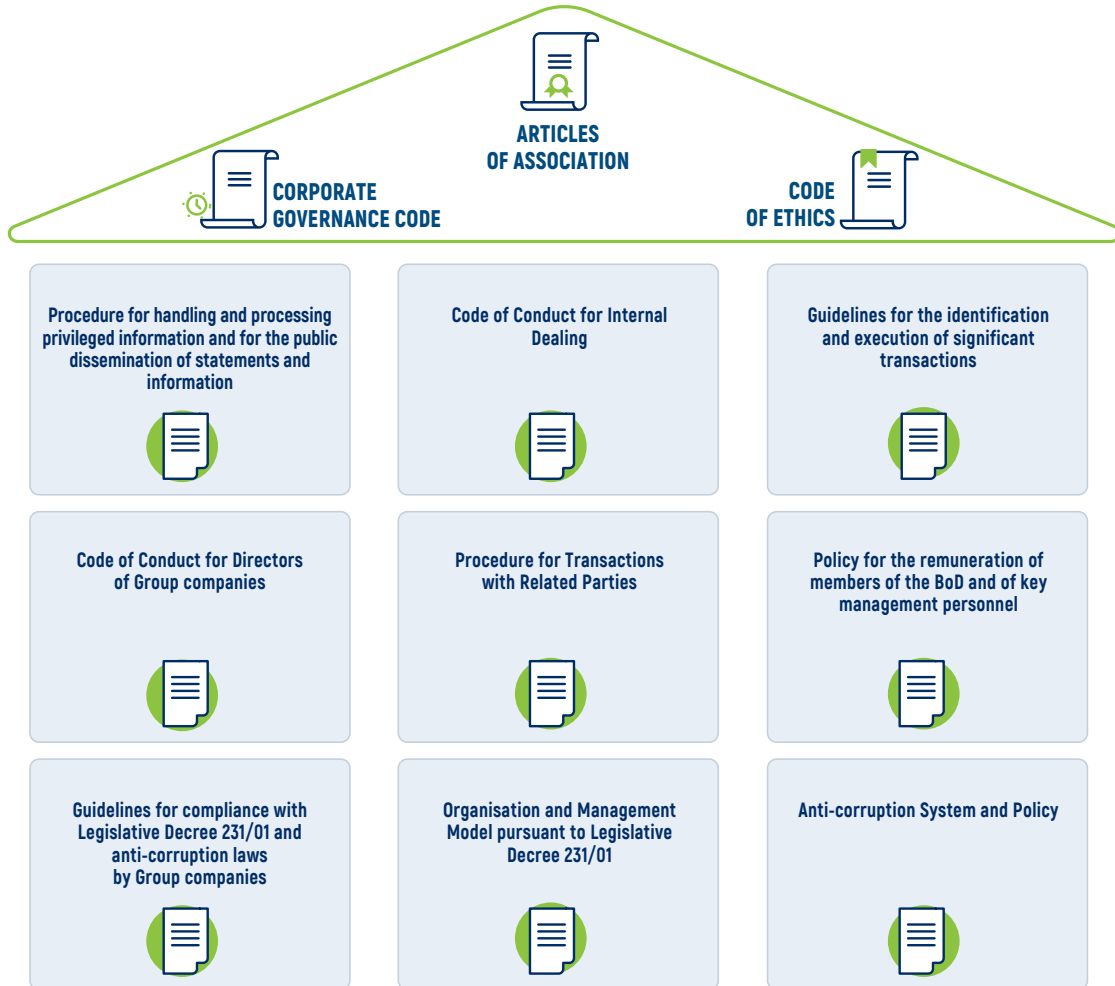 ARTICLES
OF ASSOCIATION
CORPORATE
GOVERNANCE CODE
CODE
OF ETHICS
Procedure for handling and processing
privileged information and for the public
dissemination of statements and
information
Code of Conduct for Internal
Dealing
Guidelines for the identification
and execution of significant
transactions
Code of Conduct for Directors
of Group companies
Procedure for Transactions
with Related Parties
Policy for the remuneration of
members of the BoD and of key
management personnel
Guidelines for compliance with
Legislative Decree 231/01 and
anti-corruption laws
by Group companies
Organisation and Management
Model pursuant to Legislative
Decree 231/01
Anti-corruption System and Policy